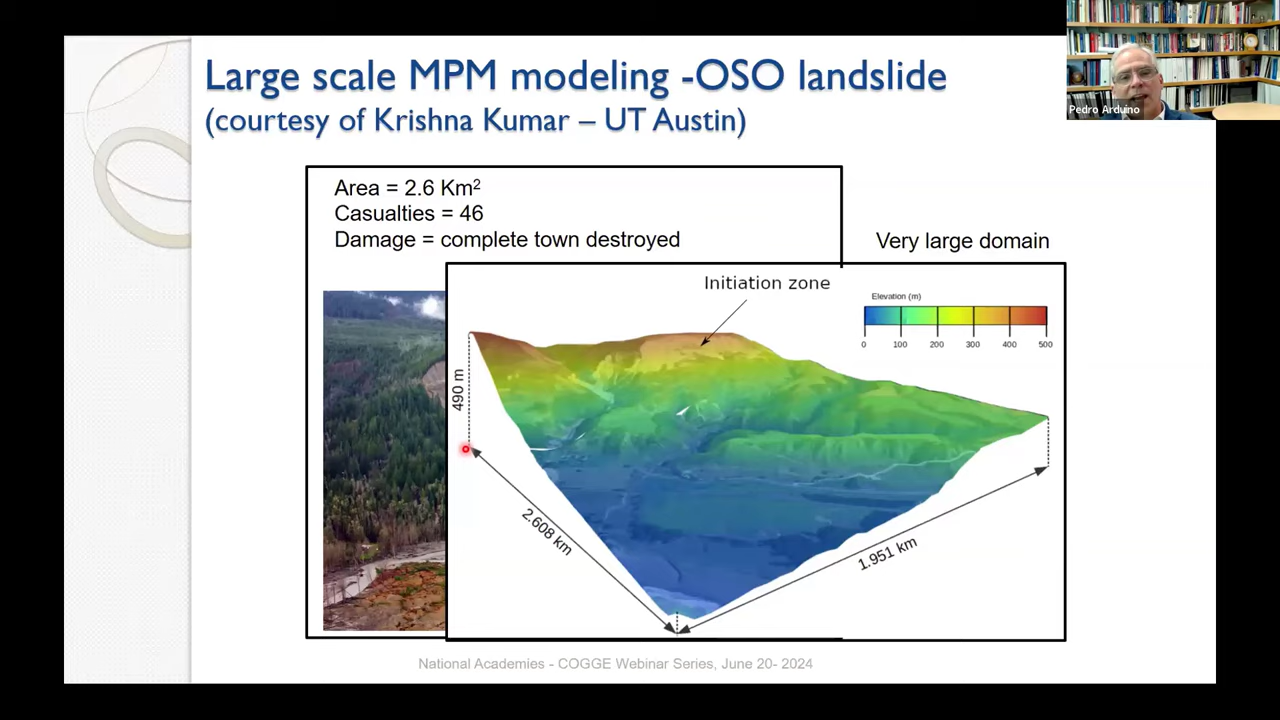 Large scale MPM modeling -OSO landslide
(courtesy of Krishna Kumar – UT Austin)
Pedro Arduino
Area = 2.6 Km²
Casualties = 46
Damage = complete town destroyed
Very large domain
Initiation zone
Elevation (m)
0 100 200 300 400 500
490 m
2.608 km
1.951 km
National Academies - COGGE Webinar Series, June 20- 2024